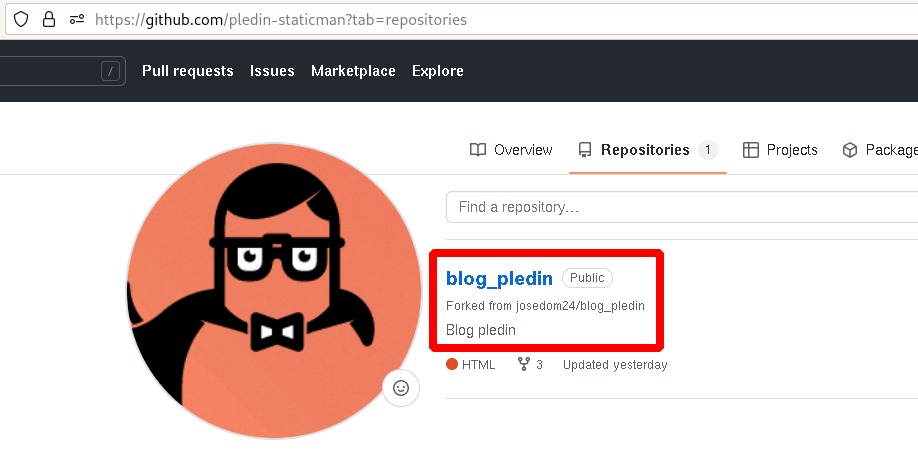 https://github.com/pledin-staticman?tab=repositories
/ Pull requests Issues Marketplace Explore
Overview Repositories 1 Projects Package
Find a repository…
blog_pledin Public
Forked from josedom24/blog_pledin
Blog pledin
HTML 3 Updated yesterday